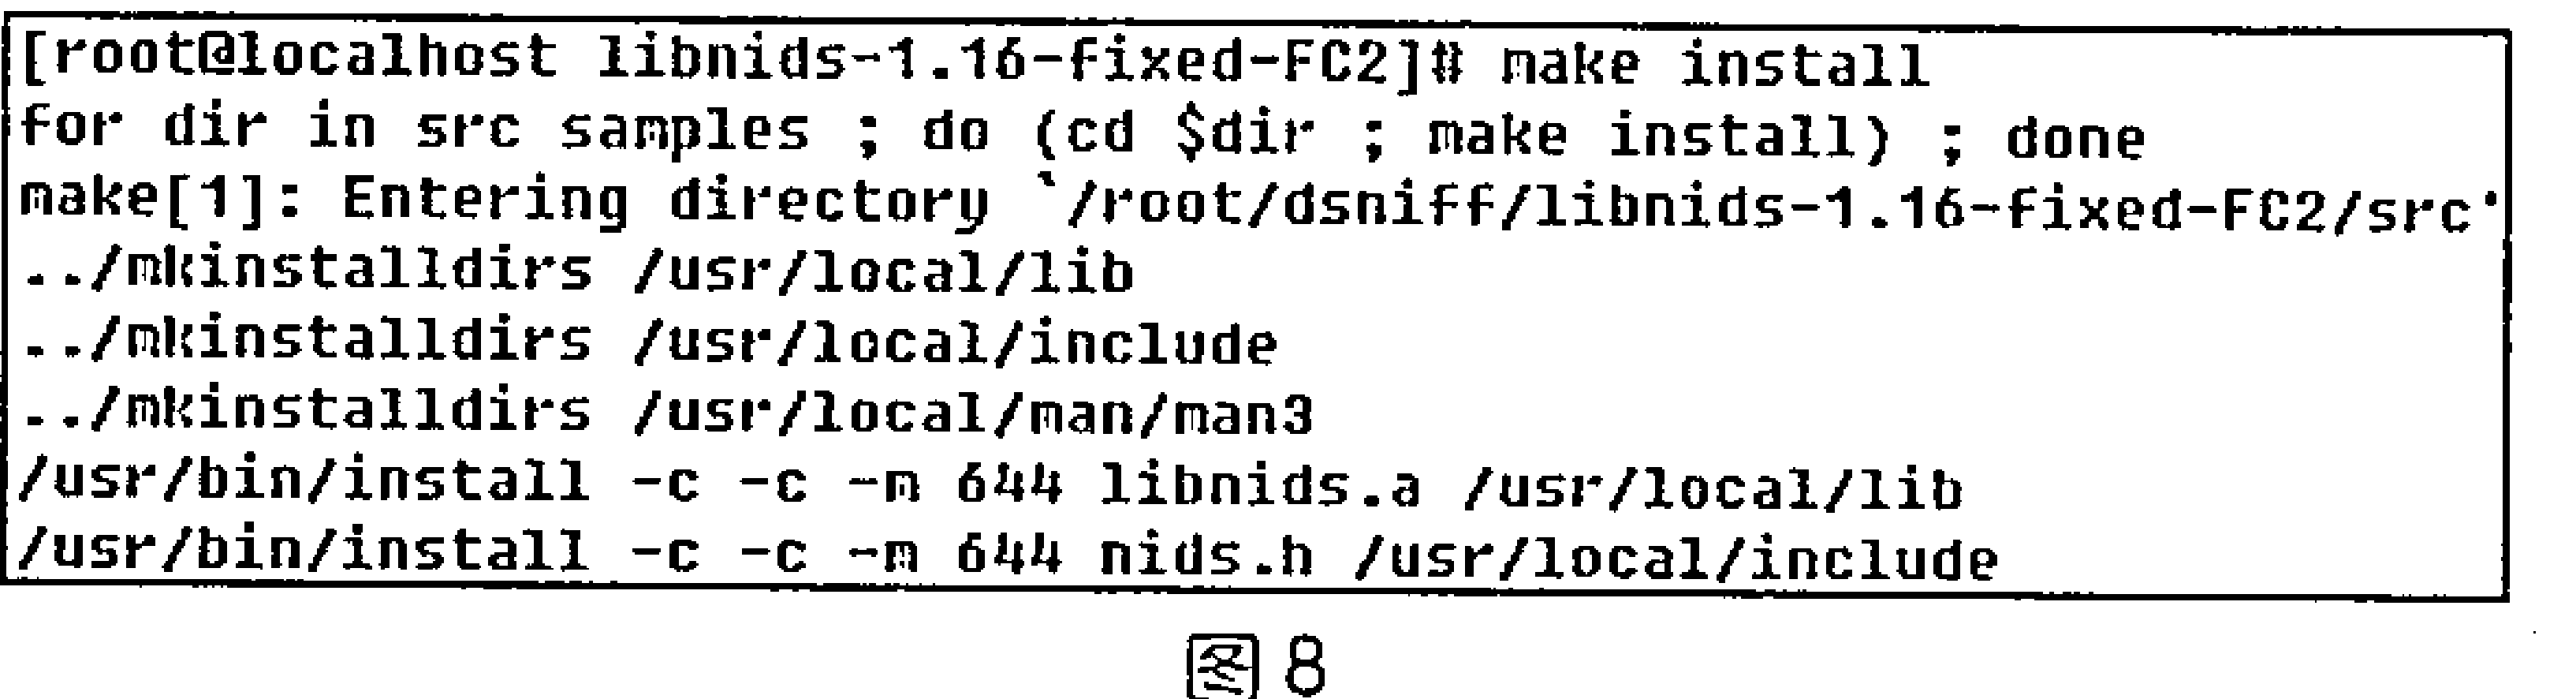 [root@localhost libnids-1.16-fixed-FC2]# make install
for dir in src samples ; do (cd $dir ; make install) ; done
make[1]: Entering directory `/root/dsniff/libnids-1.16-fixed-FC2/src'
../mkinstalldirs /usr/local/lib
../mkinstalldirs /usr/local/include
../mkinstalldirs /usr/local/man/man3
/usr/bin/install -c -c -m 644 libnids.a /usr/local/lib
/usr/bin/install -c -c -m 644 nids.h /usr/local/include
图 8